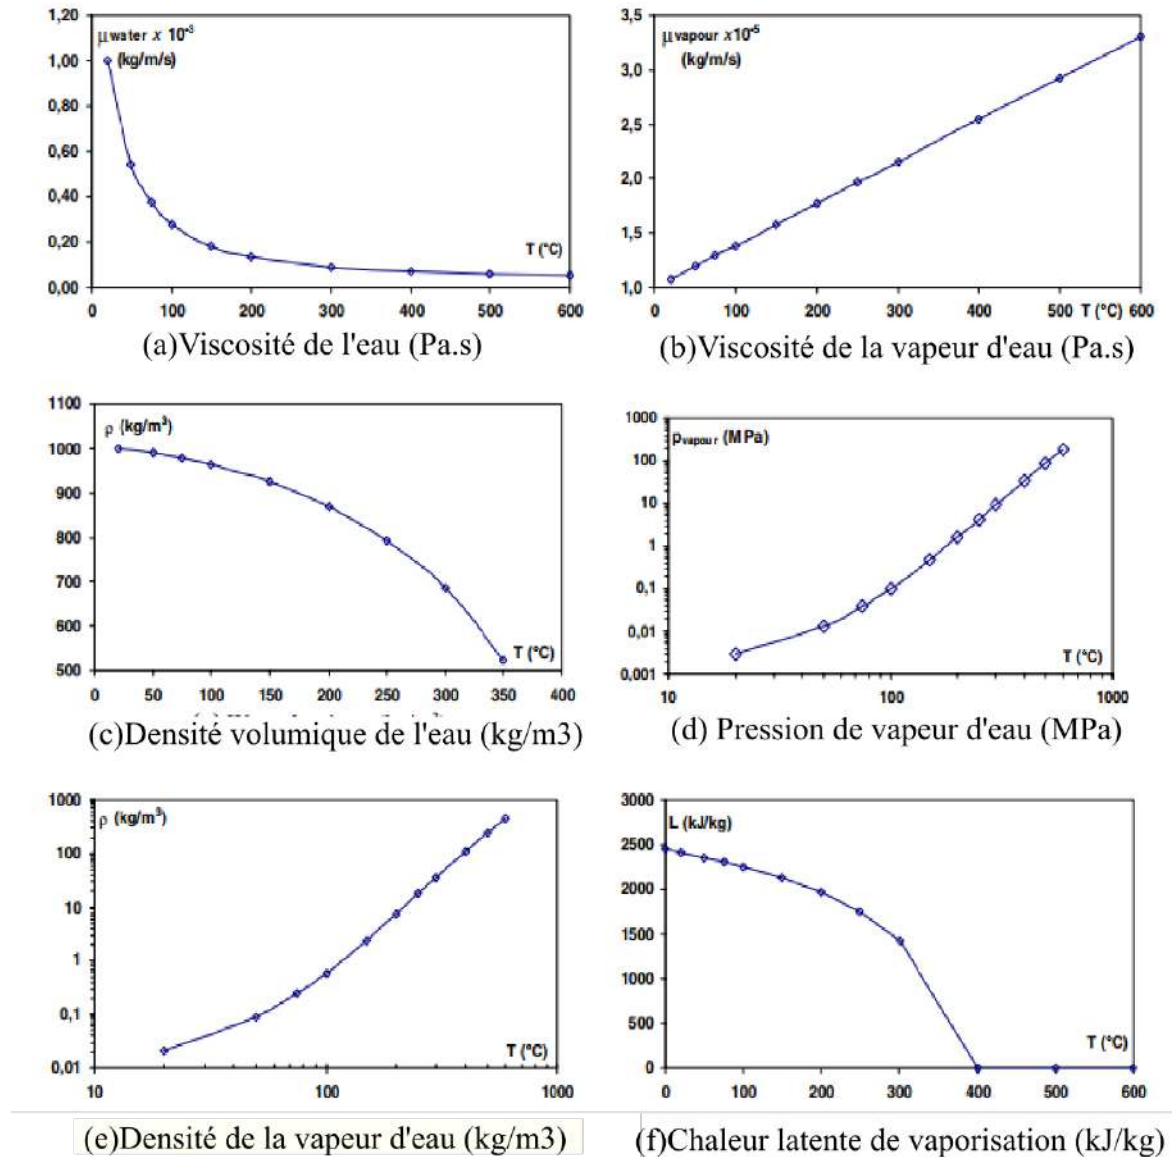 1,20
μwater x 10-3
(kg/m/s)
1,00
0,80
0,60
0,40
0,20
0,00
T (°C)
0 100 200 300 400 500 600
(a)Viscosité de l'eau (Pa.s)
3,5
μvapour x10-5
(kg/m/s)
3,0
2,5
2,0
1,5
1,0
0 100 200 300 400 500 T (°C) 600
(b)Viscosité de la vapeur d'eau (Pa.s)
1100
ρ (kg/m3)
1000
900
800
700
600
500
T (°C)
0 50 100 150 200 250 300 350 400
(c)Densité volumique de l'eau (kg/m3)
1000
pvapour (MPa)
100
10
1
0,1
0,01
0,001
T (°C)
10 100 1000
(d) Pression de vapeur d'eau (MPa)
1000
ρ (kg/m3)
100
10
1
0,1
0,01
T (°C)
10 100 1000
(e)Densité de la vapeur d'eau (kg/m3)
3000
L (kJ/kg)
2500
2000
1500
1000
500
0
T (°C)
0 100 200 300 400 500 600
(f)Chaleur latente de vaporisation (kJ/kg)